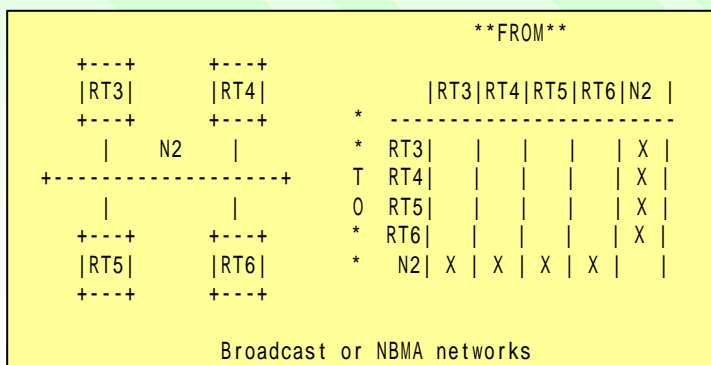 **FROM**
   +---+      +---+
   |RT3|      |RT4|                |RT3|RT4|RT5|RT6|N2 |
   +---+      +---+         *  ------------------------
     |    N2    |           *  RT3|   |   |   |   | X |
+--------------------+      T  RT4|   |   |   |   | X |
     |          |           O  RT5|   |   |   |   | X |
   +---+      +---+         *  RT6|   |   |   |   | X |
   |RT5|      |RT6|         *   N2| X | X | X | X |   |
   +---+      +---+
Broadcast or NBMA networks